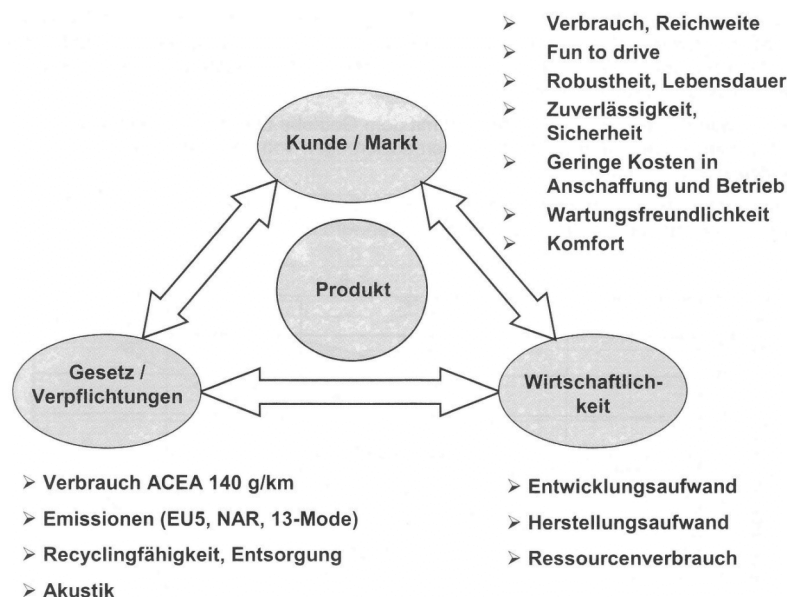 ➢ Verbrauch, Reichweite
➢ Fun to drive
➢ Robustheit, Lebensdauer
➢ Zuverlässigkeit,
Sicherheit
➢ Geringe Kosten in
Anschaffung und Betrieb
➢ Wartungsfreundlichkeit
➢ Komfort
Kunde / Markt
Produkt
Gesetz /
Verpflichtungen
Wirtschaftlich-
keit
➢ Verbrauch ACEA 140 g/km
➢ Emissionen (EU5, NAR, 13-Mode)
➢ Recyclingfähigkeit, Entsorgung
➢ Akustik
➢ Entwicklungsaufwand
➢ Herstellungsaufwand
➢ Ressourcenverbrauch